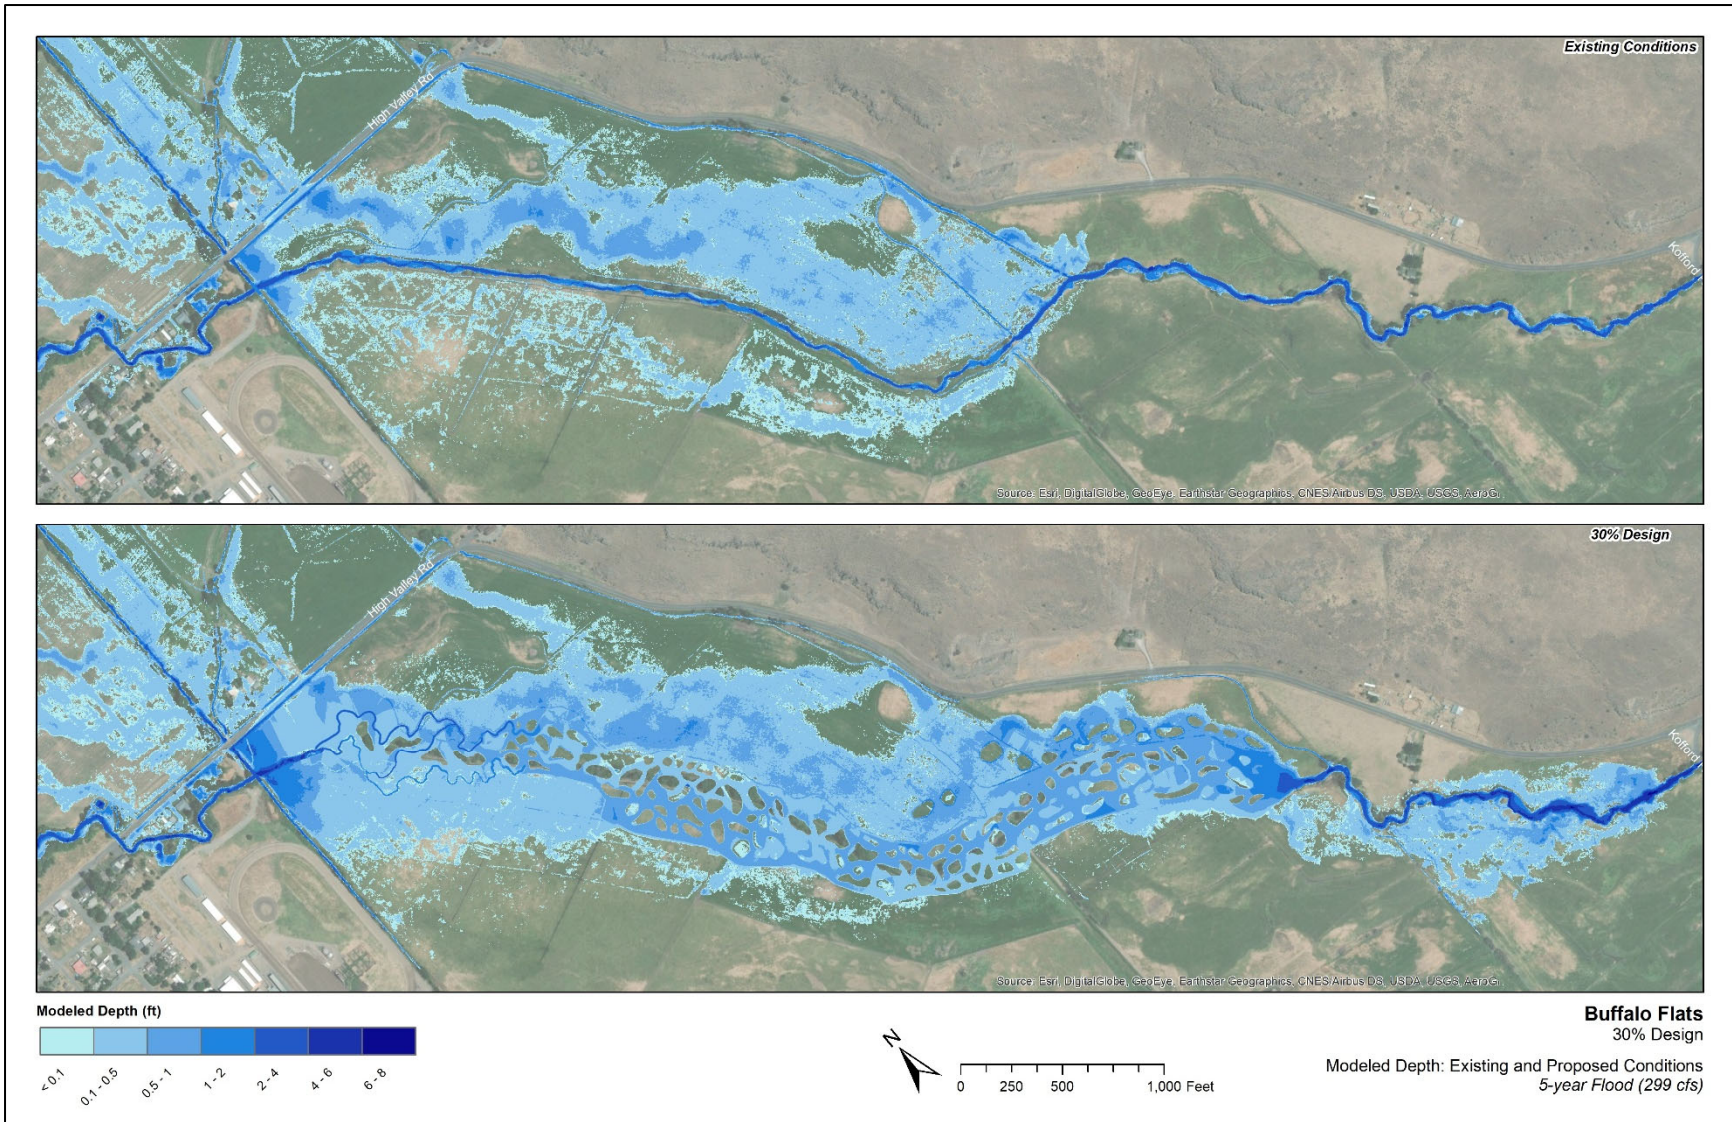 Existing Conditions
High Valley Rd
Kofford
Source: Esri, DigitalGlobe, GeoEye, Earthstar Geographics, CNES/Airbus DS, USDA, USGS, AeroG
30% Design
High Valley Rd
Kofford
Source: Esri, DigitalGlobe, GeoEye, Earthstar Geographics, CNES/Airbus DS, USDA, USGS, AeroG
Modeled Depth (ft)
< 0.1
0.1 - 0.5
0.5 - 1
1 - 2
2 - 4
4 - 6
6 - 8
N
0 250 500 1,000 Feet
Buffalo Flats
30% Design
Modeled Depth: Existing and Proposed Conditions
5-year Flood (299 cfs)